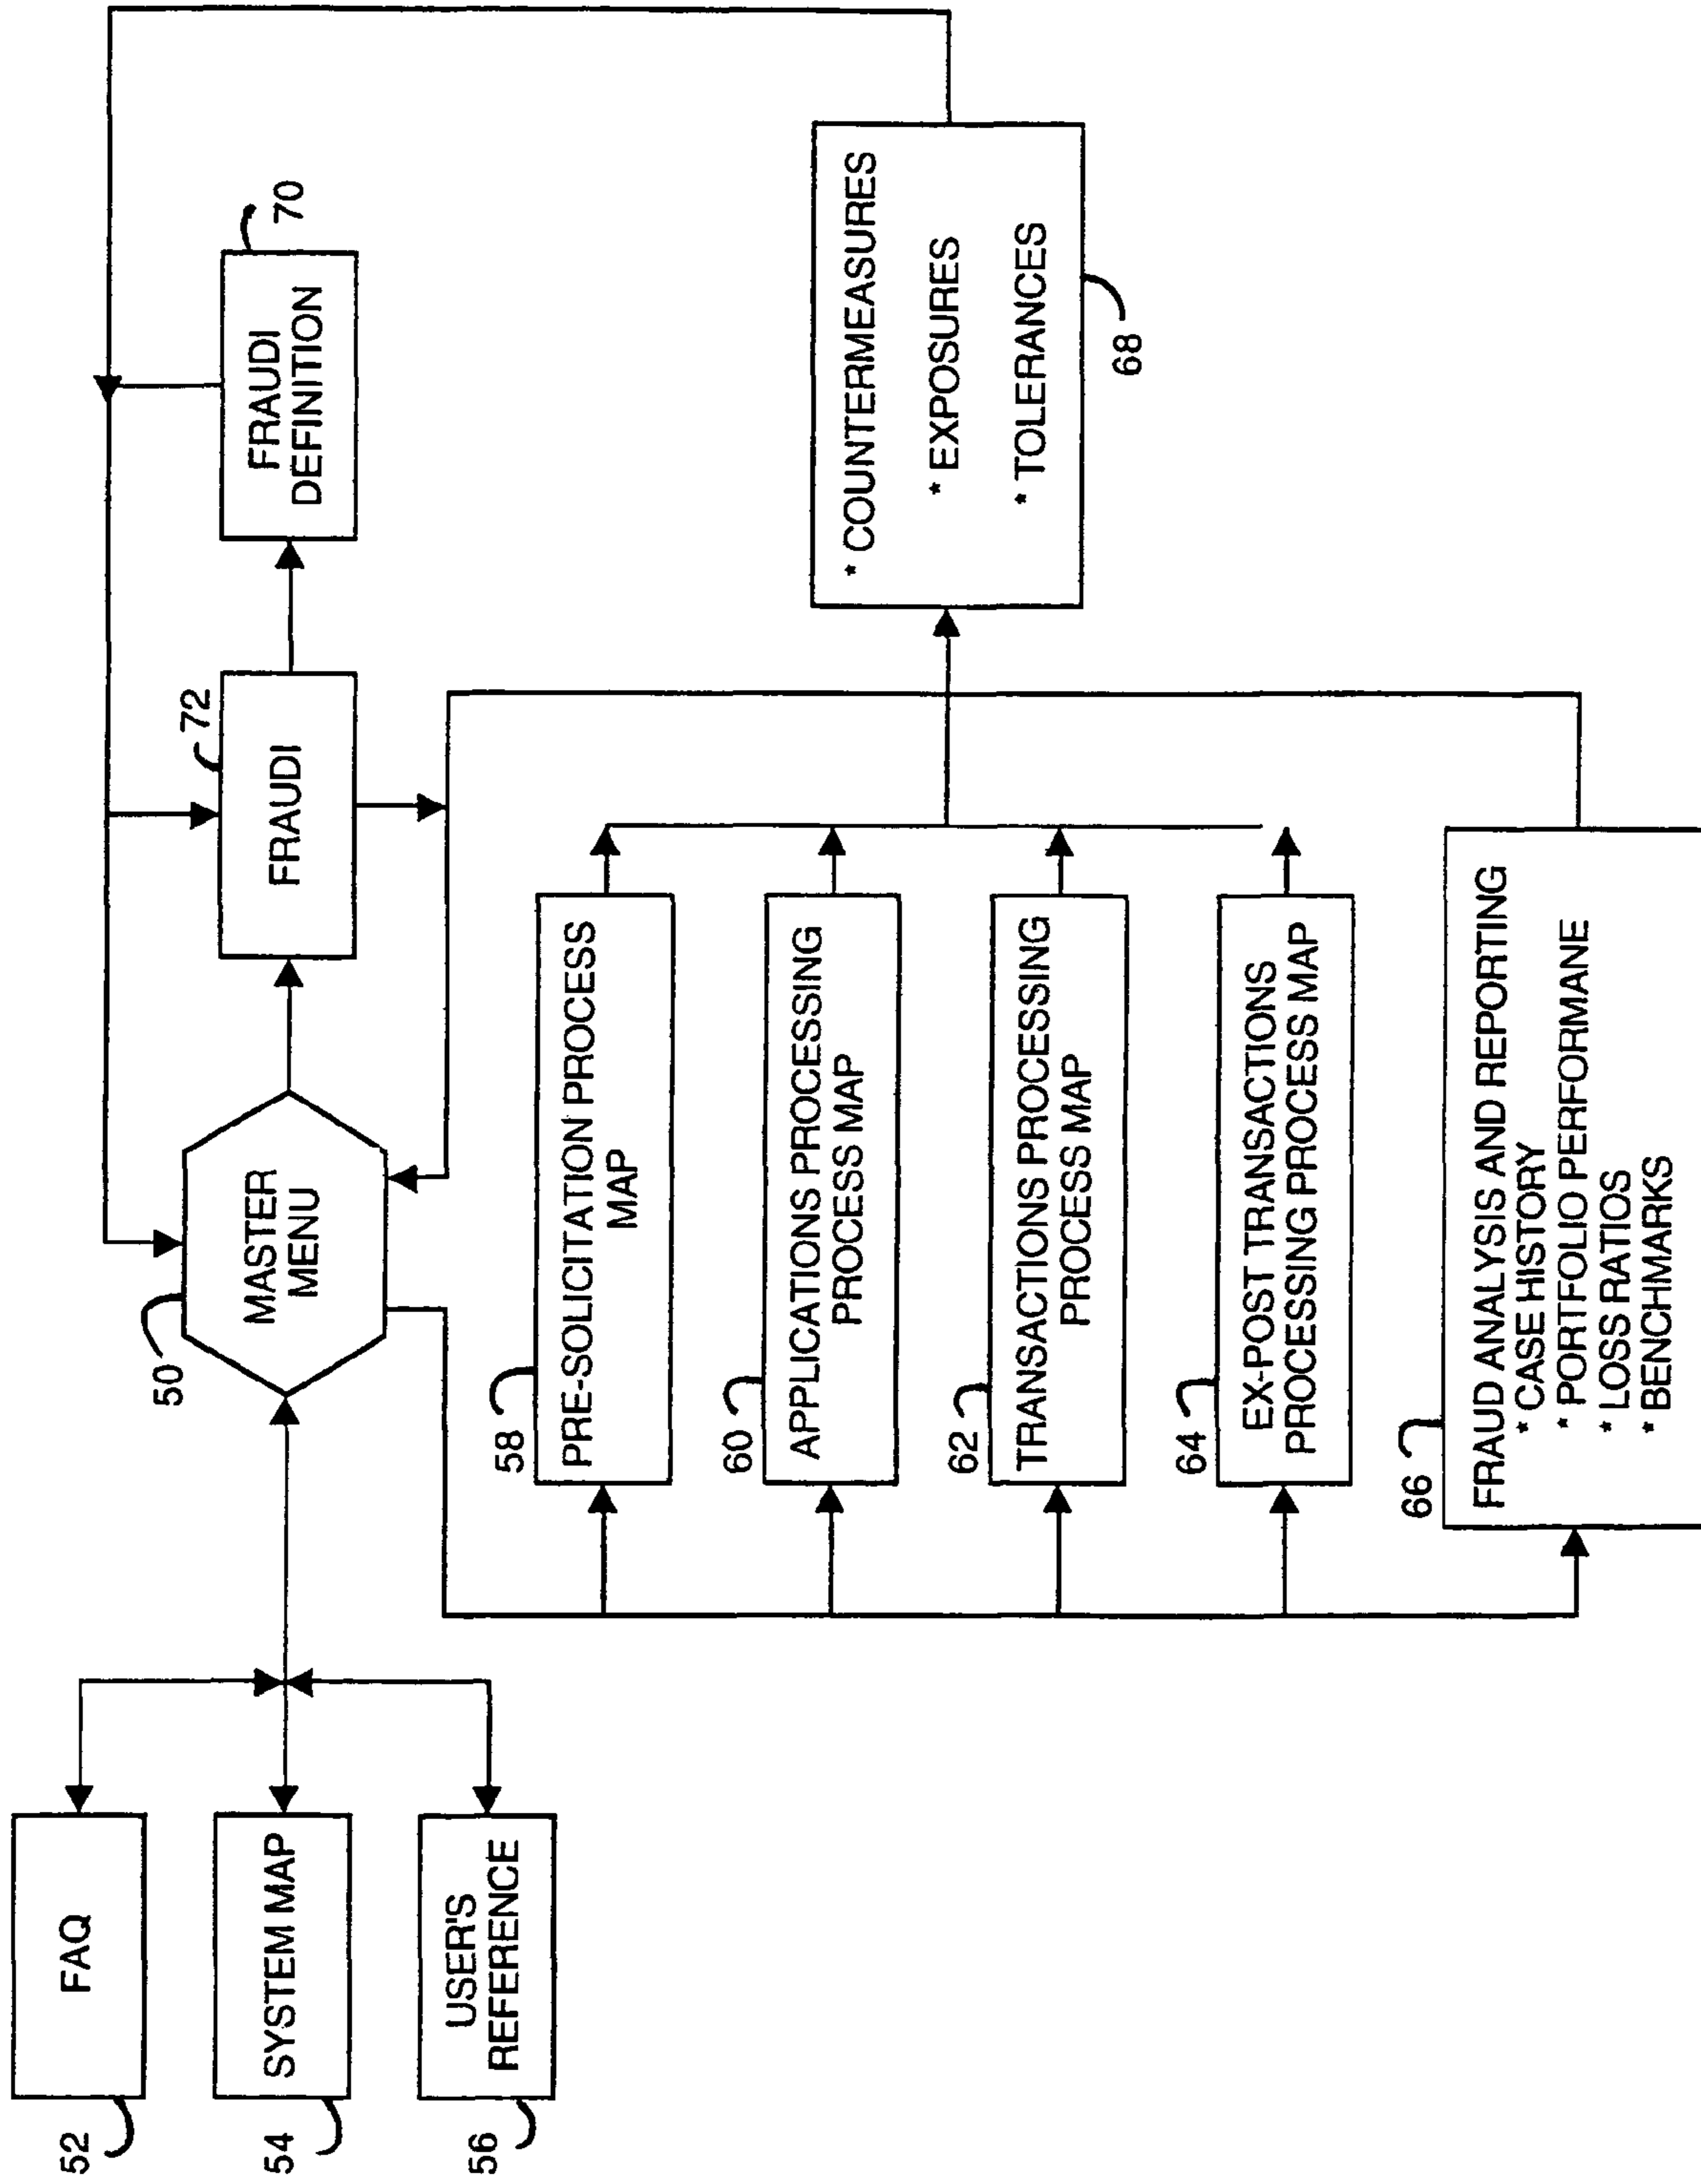 52
FAQ
54
SYSTEM MAP
56
USER'S
REFERENCE
50
MASTER
MENU
72
FRAUDI
70
FRAUDI
DEFINITION
58
PRE-SOLICITATION PROCESS
MAP
60
APPLICATIONS PROCESSING
PROCESS MAP
62
TRANSACTIONS PROCESSING
PROCESS MAP
64
EX-POST TRANSACTIONS
PROCESSING PROCESS MAP
66
FRAUD ANALYSIS AND REPORTING
* CASE HISTORY
* PORTFOLIO PERFORMANE
* LOSS RATIOS
* BENCHMARKS
* COUNTERMEASURES
* EXPOSURES
* TOLERANCES
68